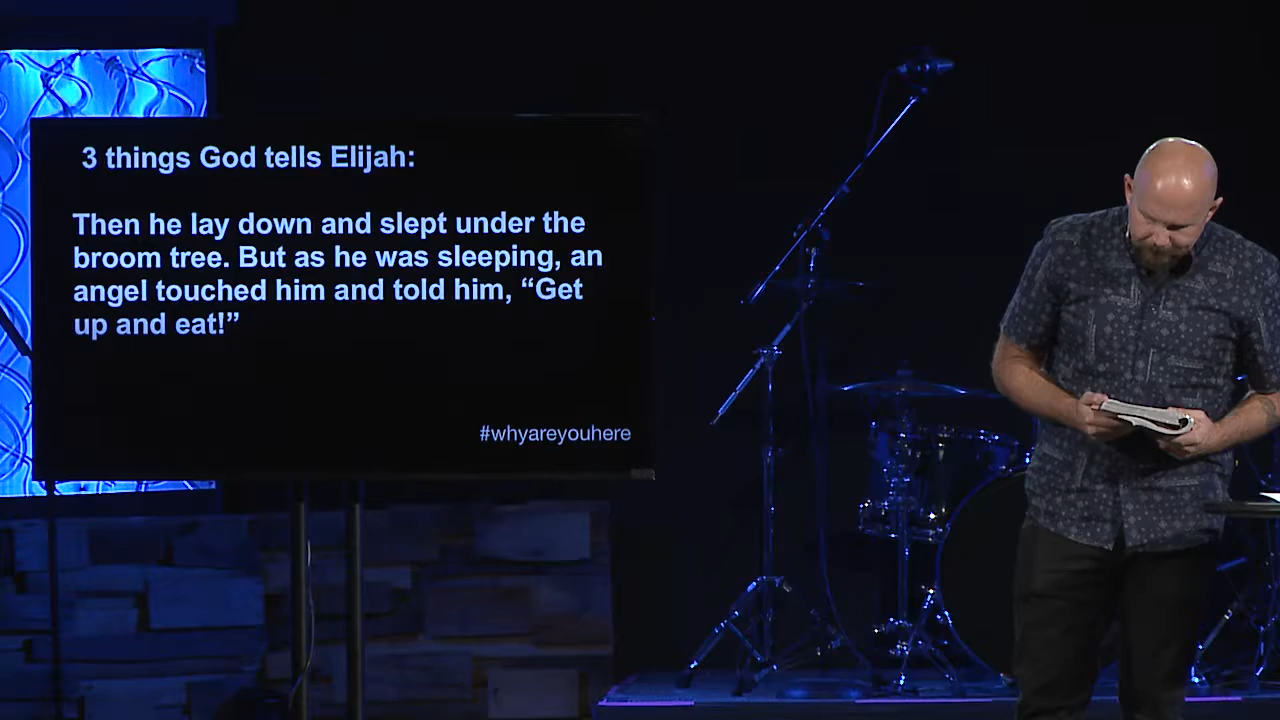 3 things God tells Elijah:
Then he lay down and slept under the
broom tree. But as he was sleeping, an
angel touched him and told him, “Get
up and eat!”
#whyareyouhere